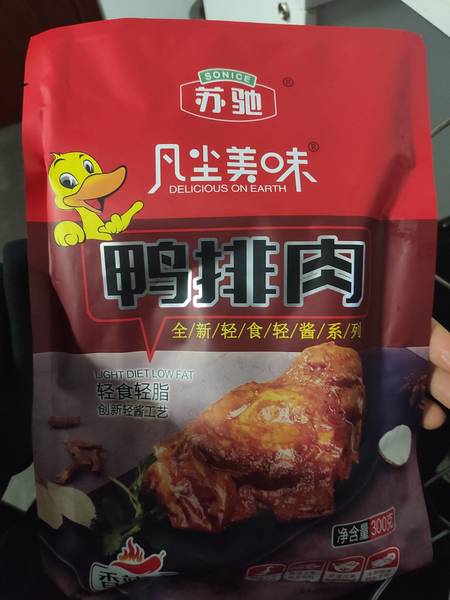 SONICE
苏驰®
凡尘美味®
DELICIOUS ON EARTH
鸭排肉
全/新/轻/食/轻/酱/系/列
LIGHT DIET LOW FAT
轻食轻脂
创新轻酱工艺
净含量:300克